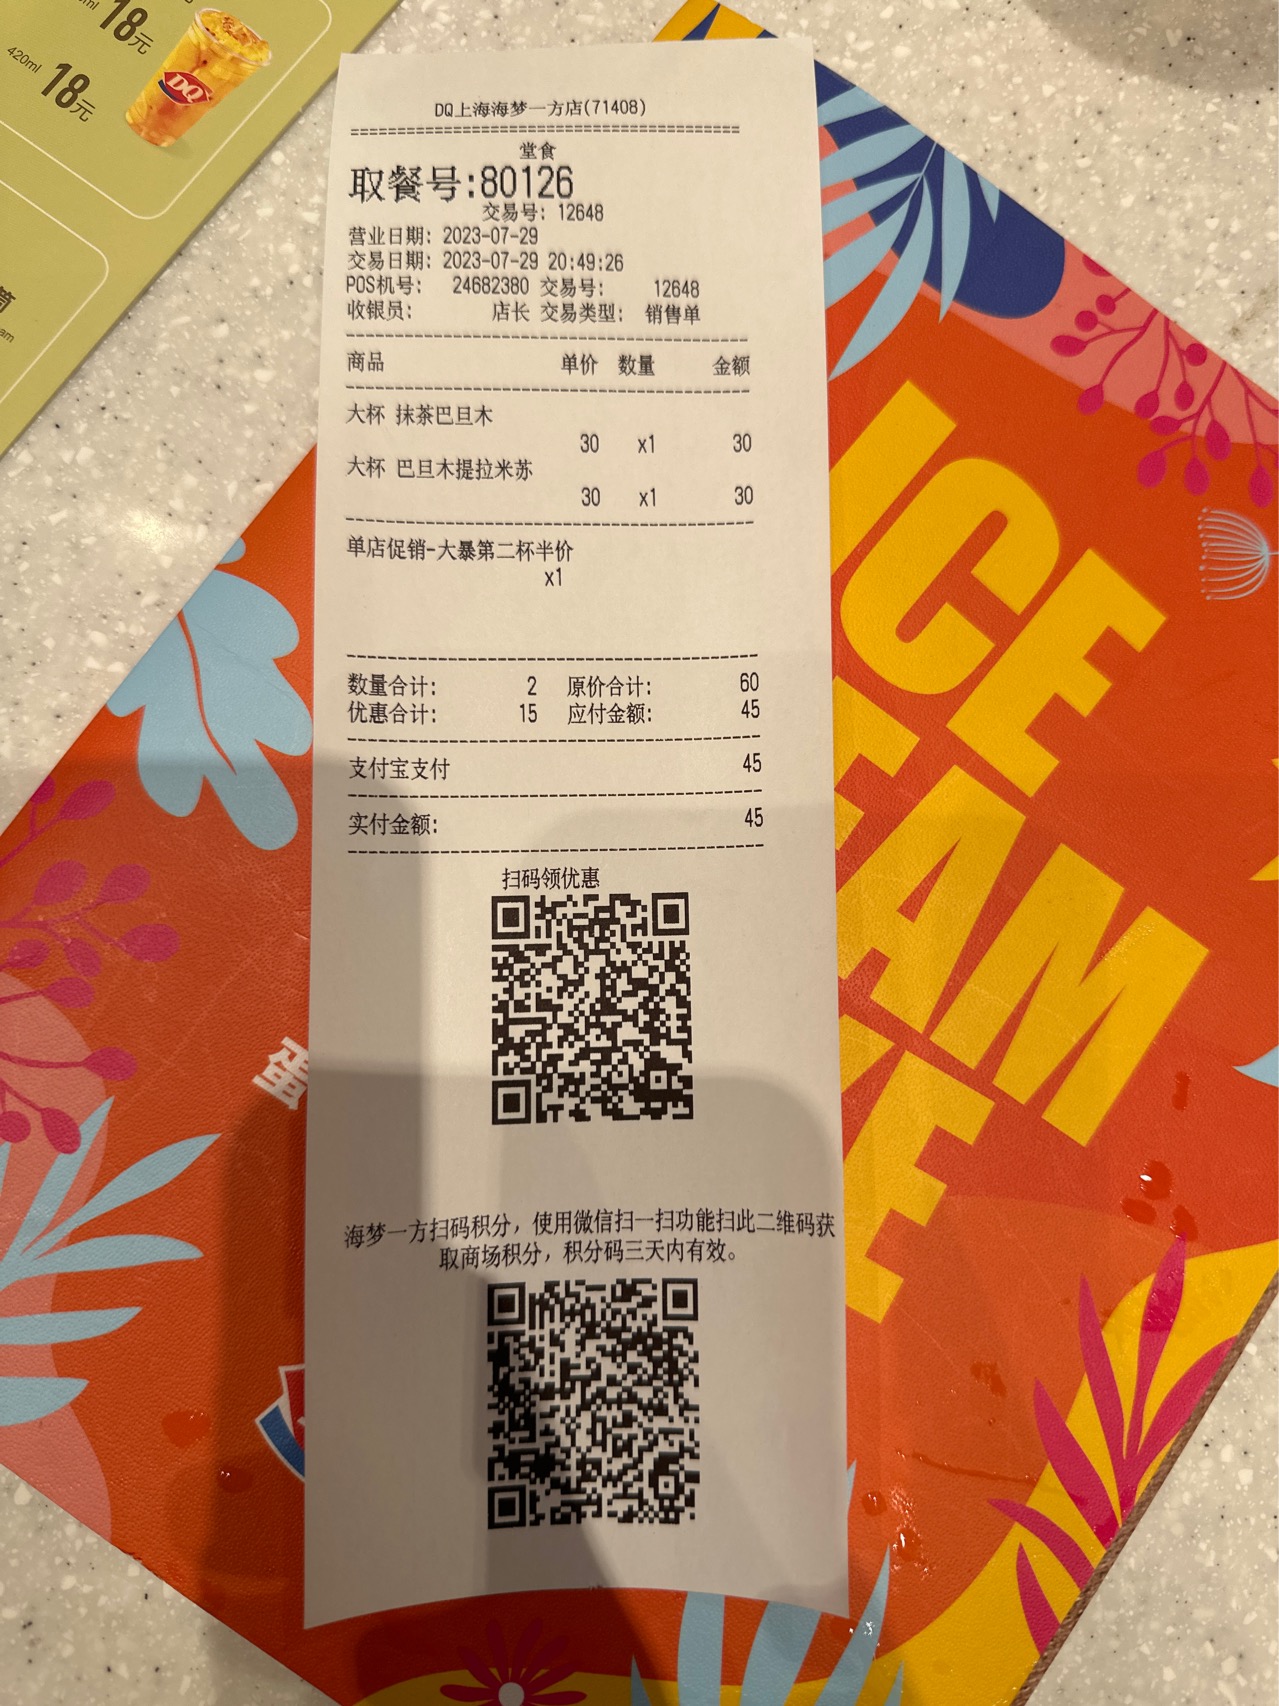 18元
420ml
18元
DQ
DQ上海海梦一方店(71408)
堂食
取餐号:80126
交易号: 12648
营业日期: 2023-07-29
交易日期: 2023-07-29 20:49:26
POS机号: 24682380 交易号: 12648
收银员: 店长 交易类型: 销售单
商品 单价 数量 金额
大杯 抹茶巴旦木
30 x1 30
大杯 巴旦木提拉米苏
30 x1 30
单店促销-大暴第二杯半价
x1
数量合计: 2 原价合计: 60
优惠合计: 15 应付金额: 45
支付宝支付 45
实付金额: 45
扫码领优惠
海梦一方扫码积分，使用微信扫一扫功能扫此二维码获
取商场积分，积分码三天内有效。
ICE
EAM
KE
蛋